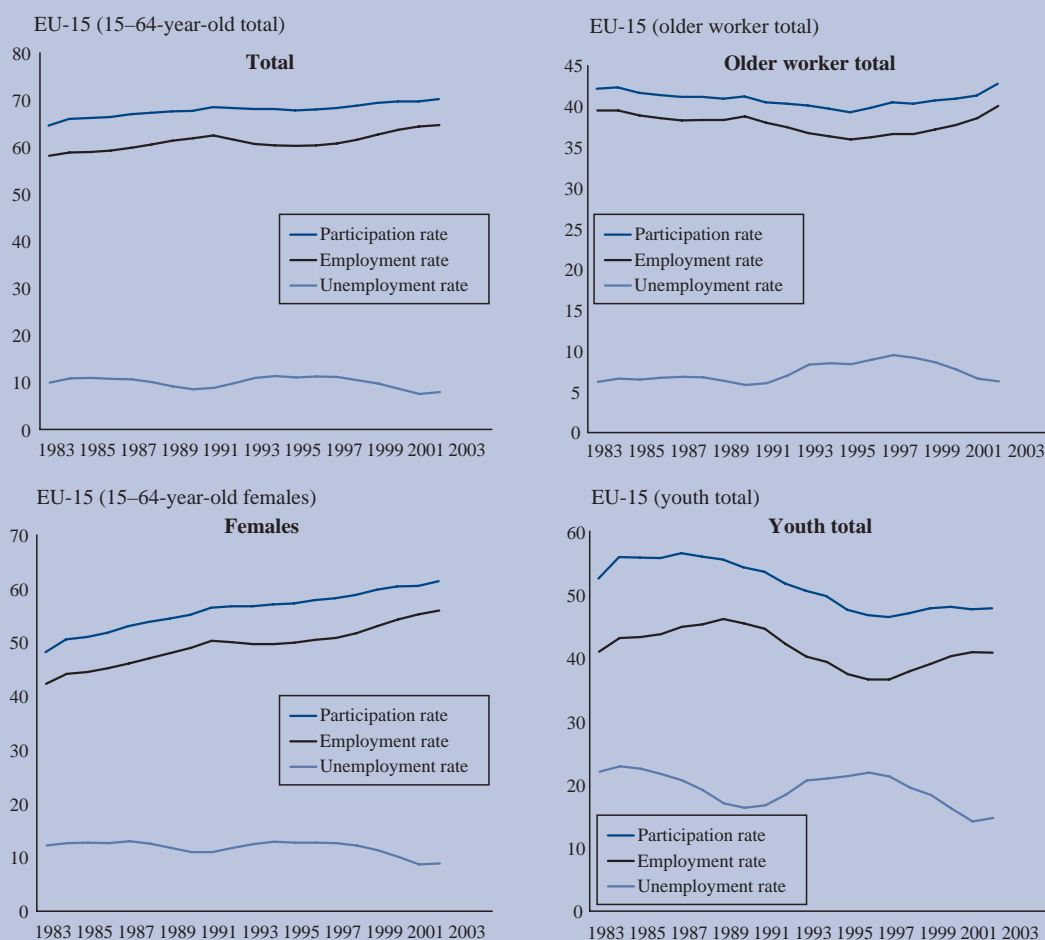 EU-15 (15–64-year-old total)
Total
80
70
60
50
40
30
20
10
0
Participation rate
Employment rate
Unemployment rate
1983 1985 1987 1989 1991 1993 1995 1997 1999 2001 2003
EU-15 (older worker total)
Older worker total
45
40
35
30
25
20
15
10
5
0
Participation rate
Employment rate
Unemployment rate
1983 1985 1987 1989 1991 1993 1995 1997 1999 2001 2003
EU-15 (15–64-year-old females)
Females
70
60
50
40
30
20
10
0
Participation rate
Employment rate
Unemployment rate
1983 1985 1987 1989 1991 1993 1995 1997 1999 2001 2003
EU-15 (youth total)
Youth total
60
50
40
30
20
10
0
Participation rate
Employment rate
Unemployment rate
1983 1985 1987 1989 1991 1993 1995 1997 1999 2001 2003